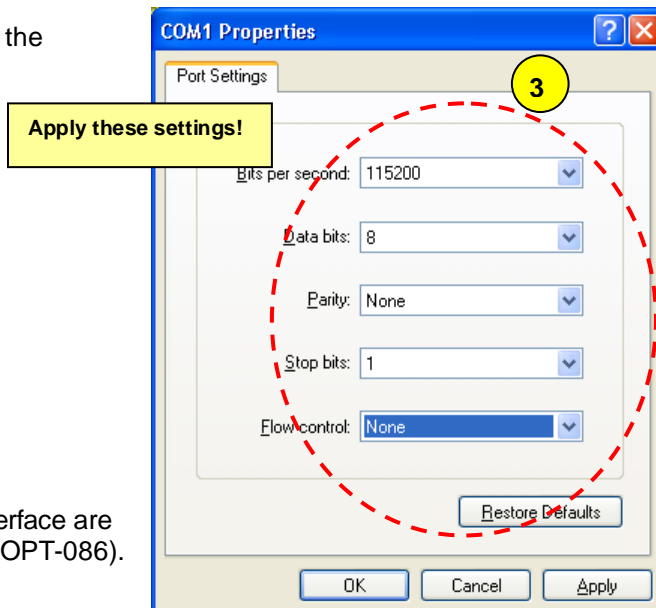 the
COM1 Properties
Port Settings
3
Apply these settings!
Bits per second: 115200
Data bits: 8
Parity: None
Stop bits: 1
Flow control: None
Restore Defaults
erface are
OPT-086).
OK Cancel Apply